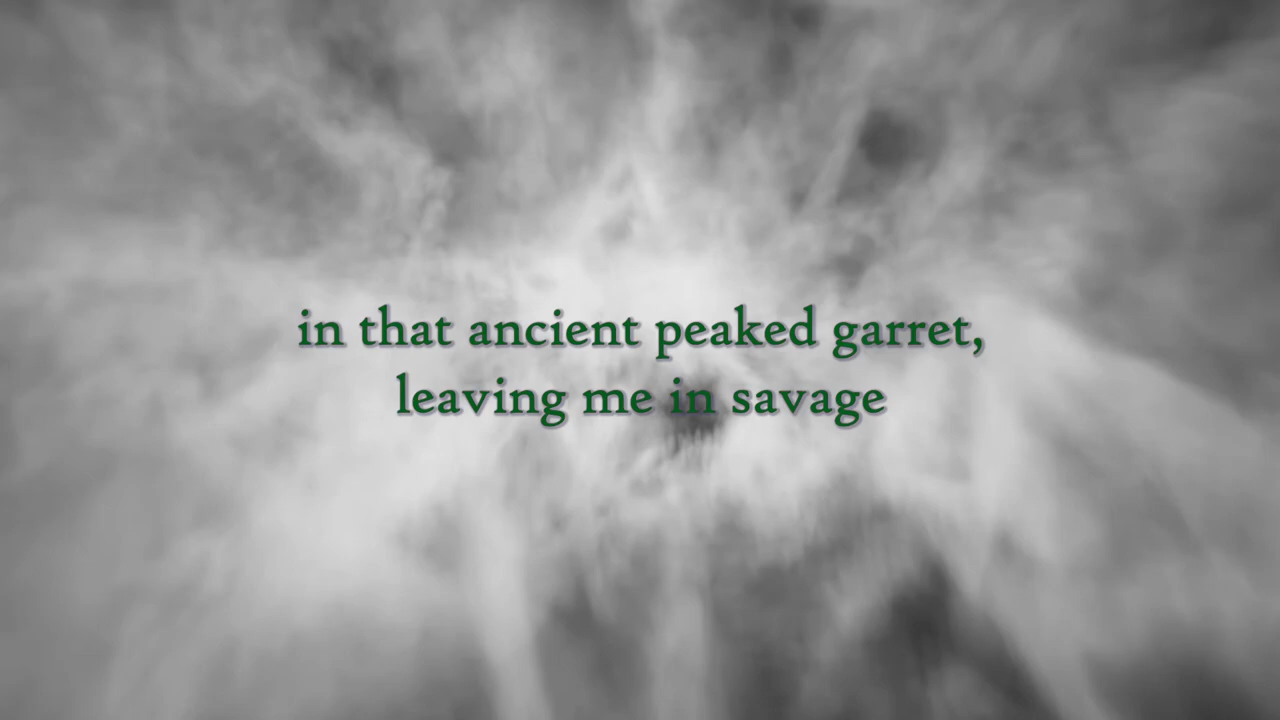 in that ancient peaked garret,
leaving me in savage